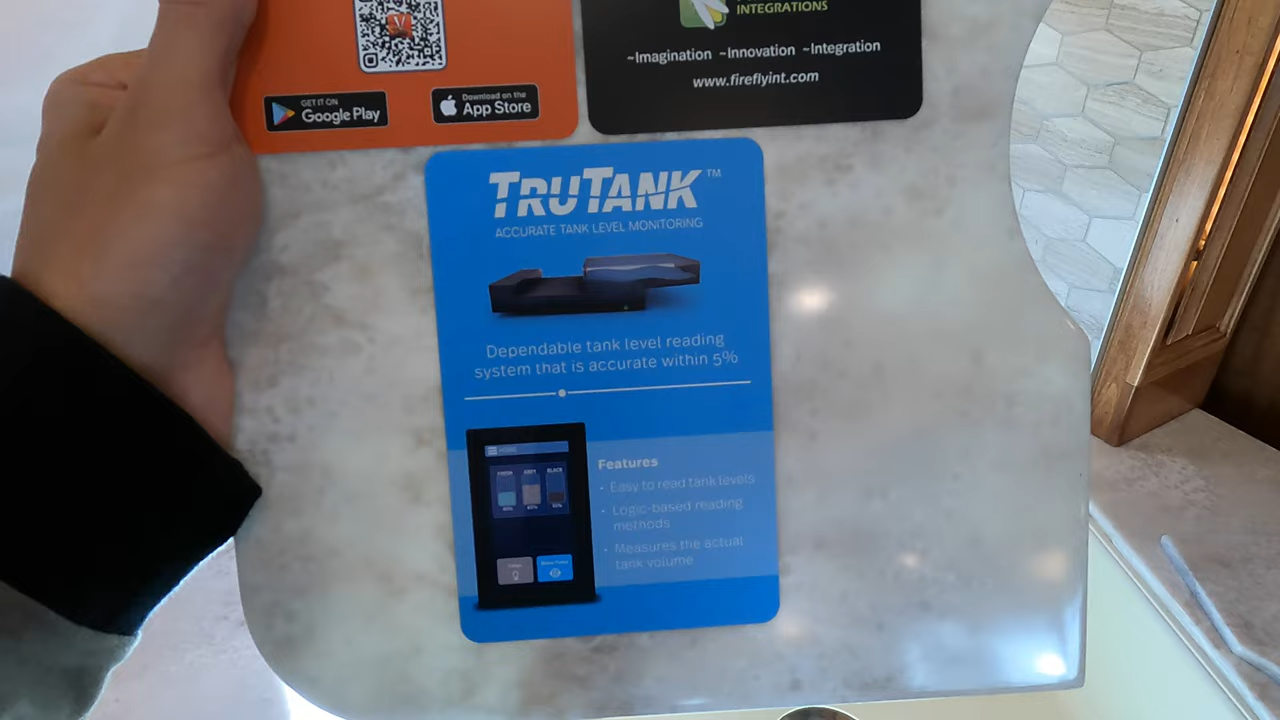 GET IT ON
Google Play
Download on the
App Store
INTEGRATIONS
~Imagination ~Innovation ~Integration
www.fireflyint.com
TRUTANK™
ACCURATE TANK LEVEL MONITORING
Dependable tank level reading
system that is accurate within 5%
Features
· Easy to read tank levels
· Logic-based reading
methods
· Measures the actual
tank volume
FRESH GREY BLACK